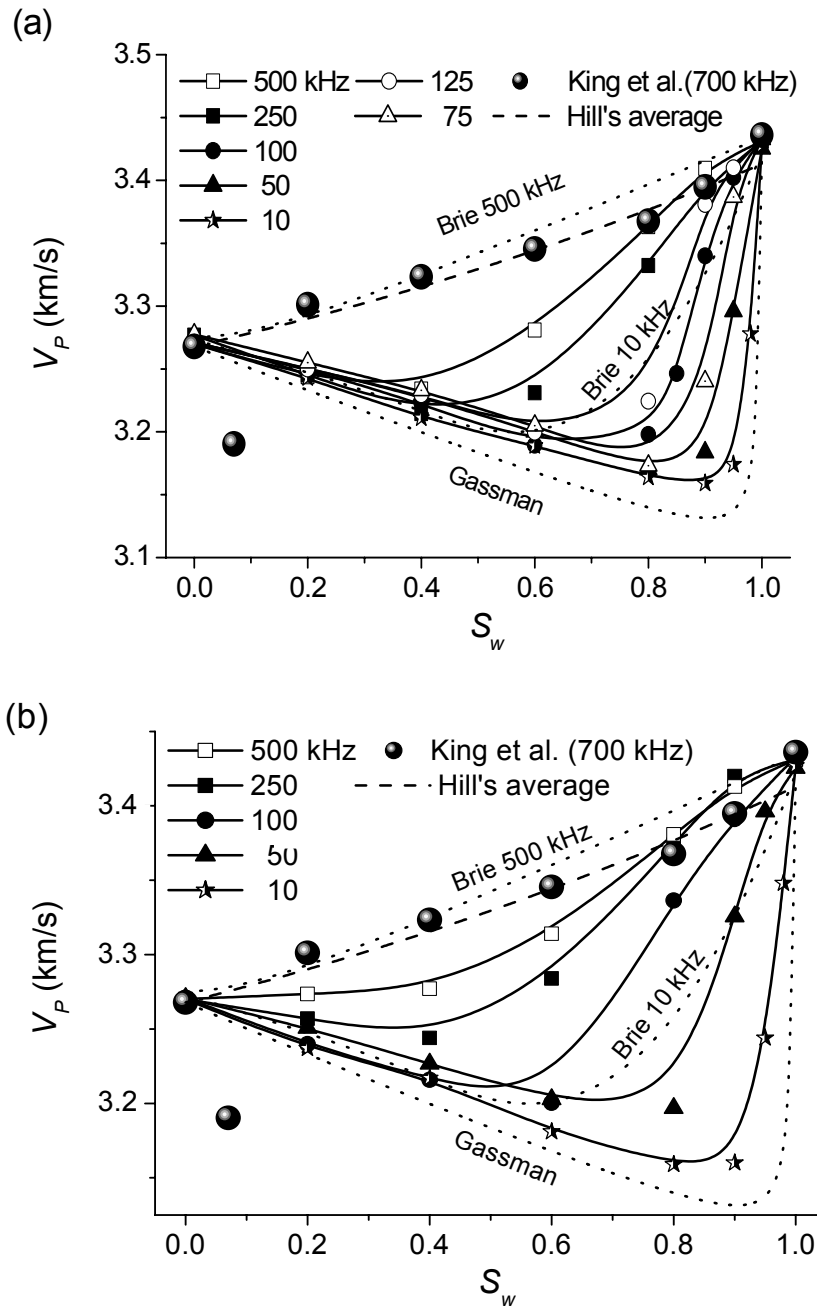 (a)
3.5
500 kHz 125 King et al.(700 kHz)
250 75 Hill's average
100
50
10
3.4
3.3
3.2
3.1
Brie 500 kHz
Brie 10 kHz
Gassman
V_P (km/s)
0.0 0.2 0.4 0.6 0.8 1.0
S_w
(b)
500 kHz King et al. (700 kHz)
250 Hill's average
100
50
10
3.4
3.3
3.2
Brie 500 kHz
Brie 10 kHz
Gassman
V_P (km/s)
0.0 0.2 0.4 0.6 0.8 1.0
S_w